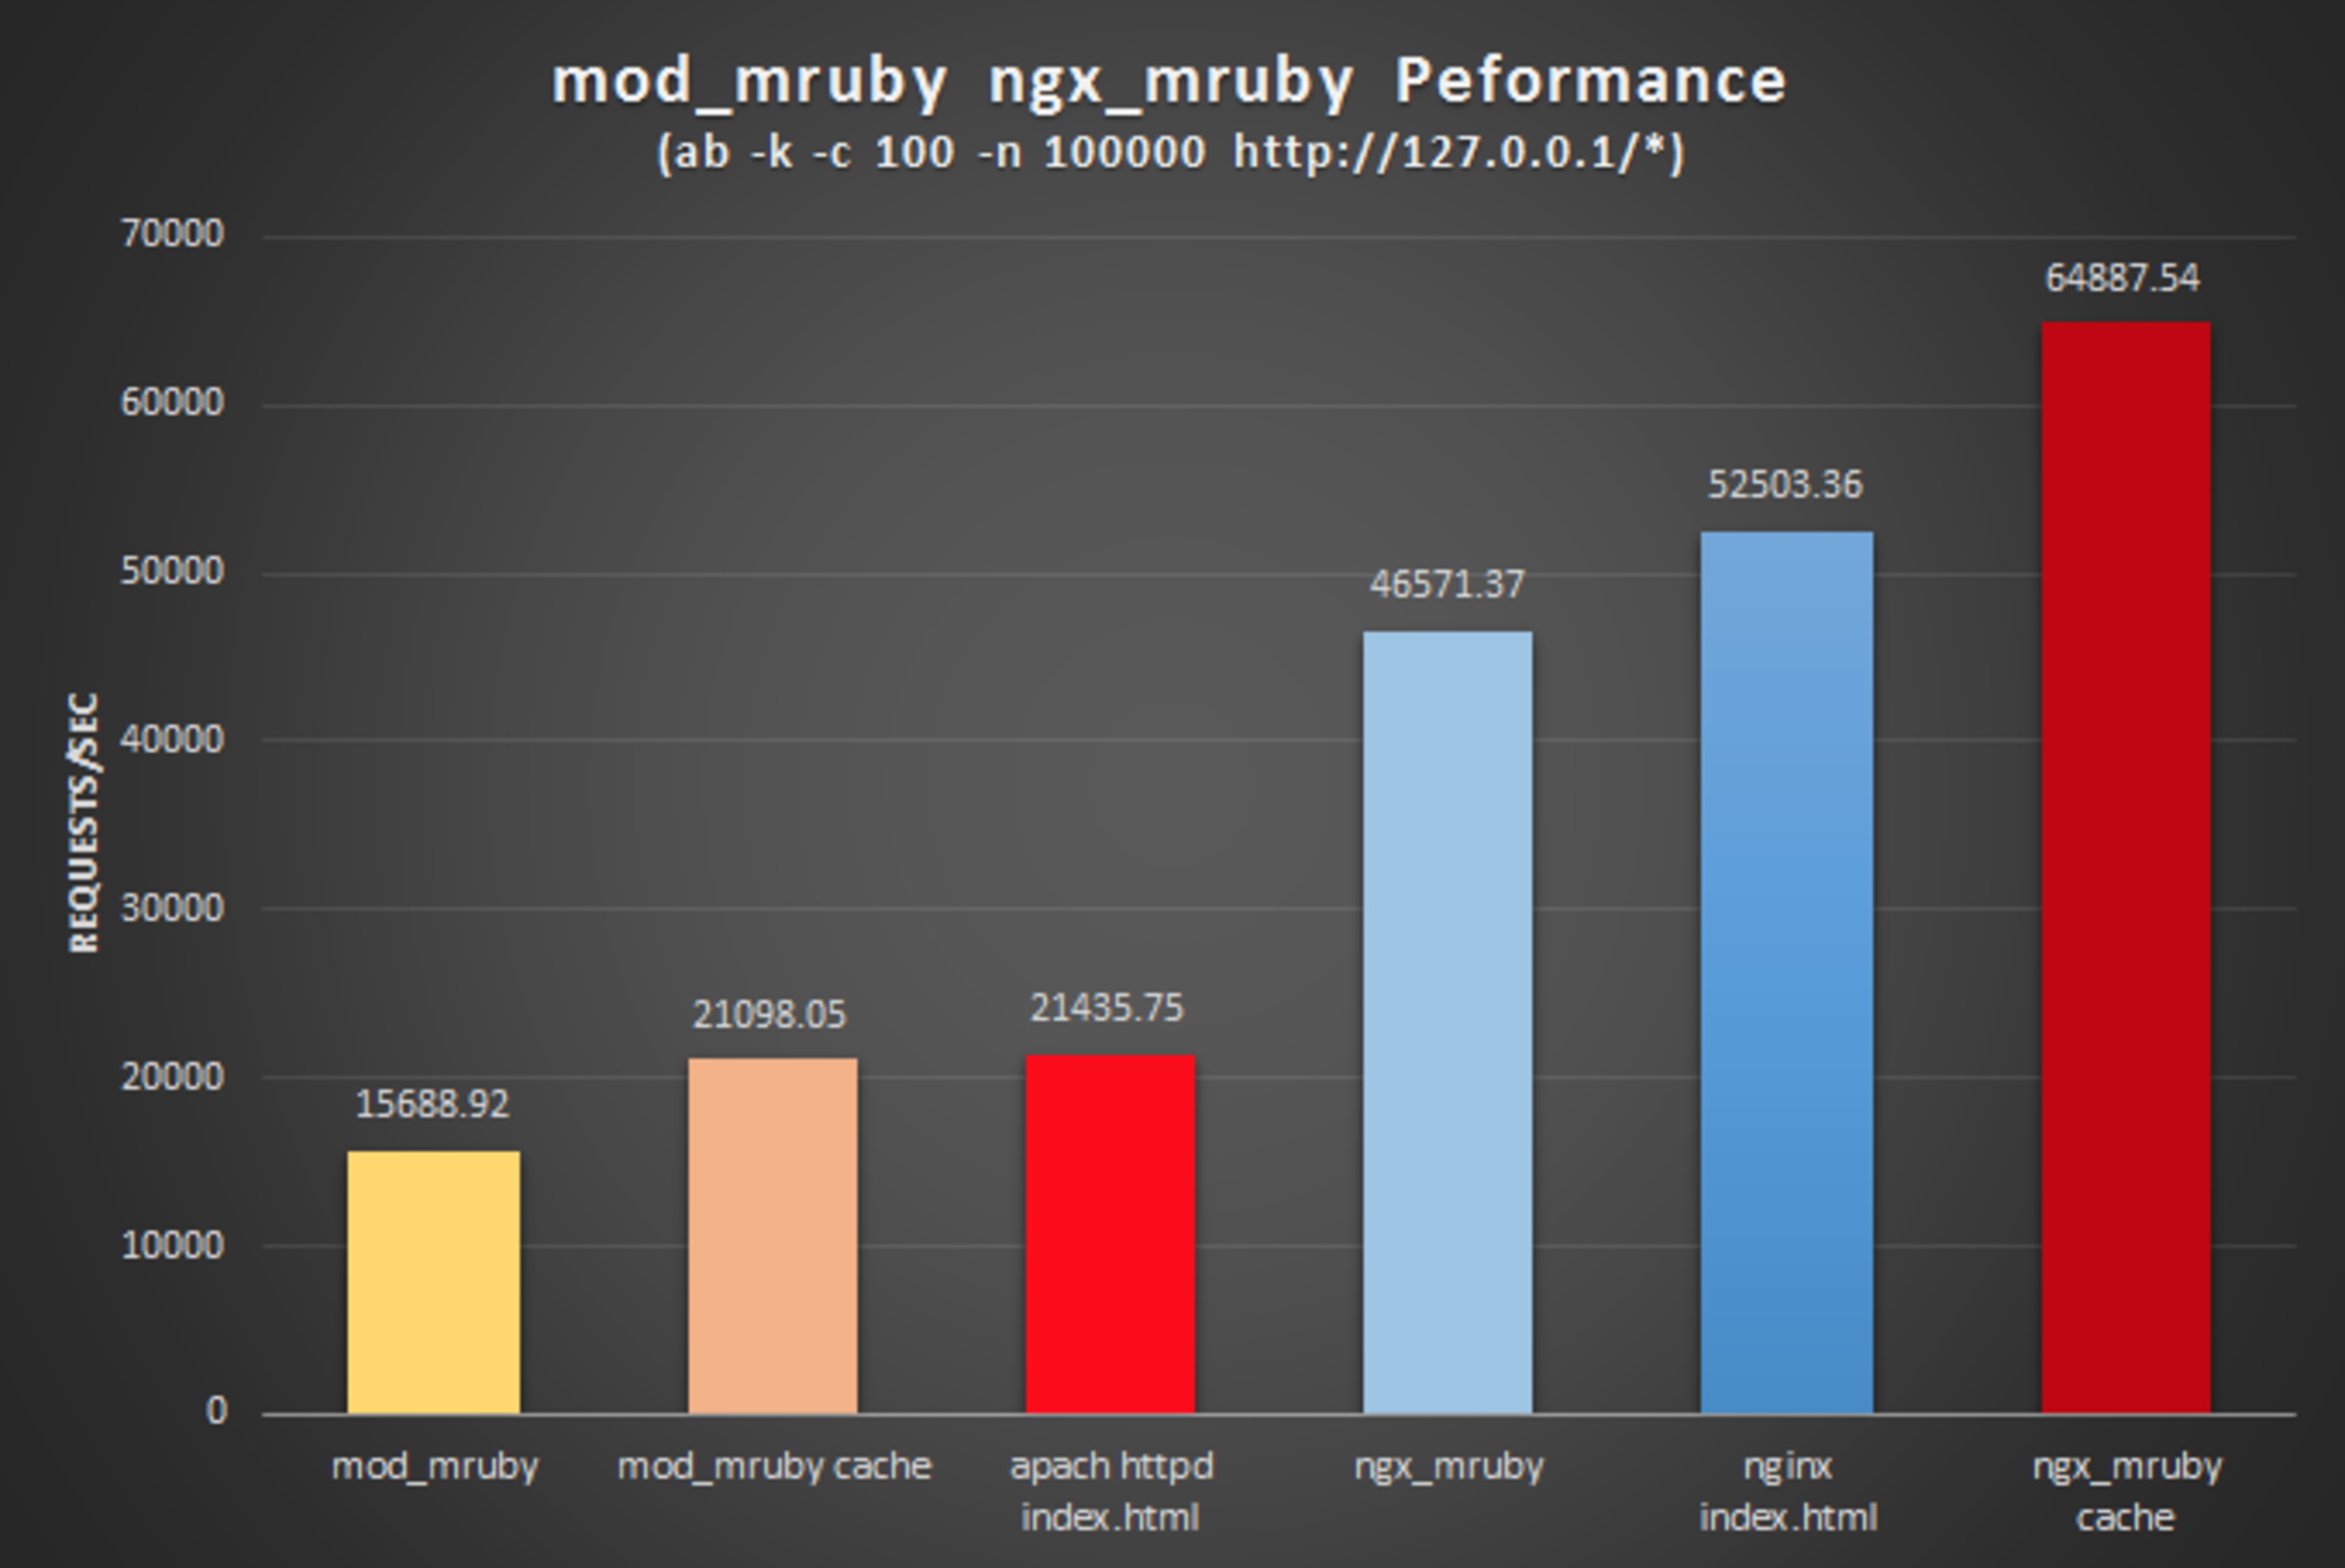 mod_mruby ngx_mruby Peformance
(ab -k -c 100 -n 100000 http://127.0.0.1/*)
REQUESTS/SEC
70000
60000
50000
40000
30000
20000
10000
0
15688.92
21098.05
21435.75
46571.37
52503.36
64887.54
mod_mruby
mod_mruby cache
apach httpd
index.html
ngx_mruby
nginx
index.html
ngx_mruby
cache